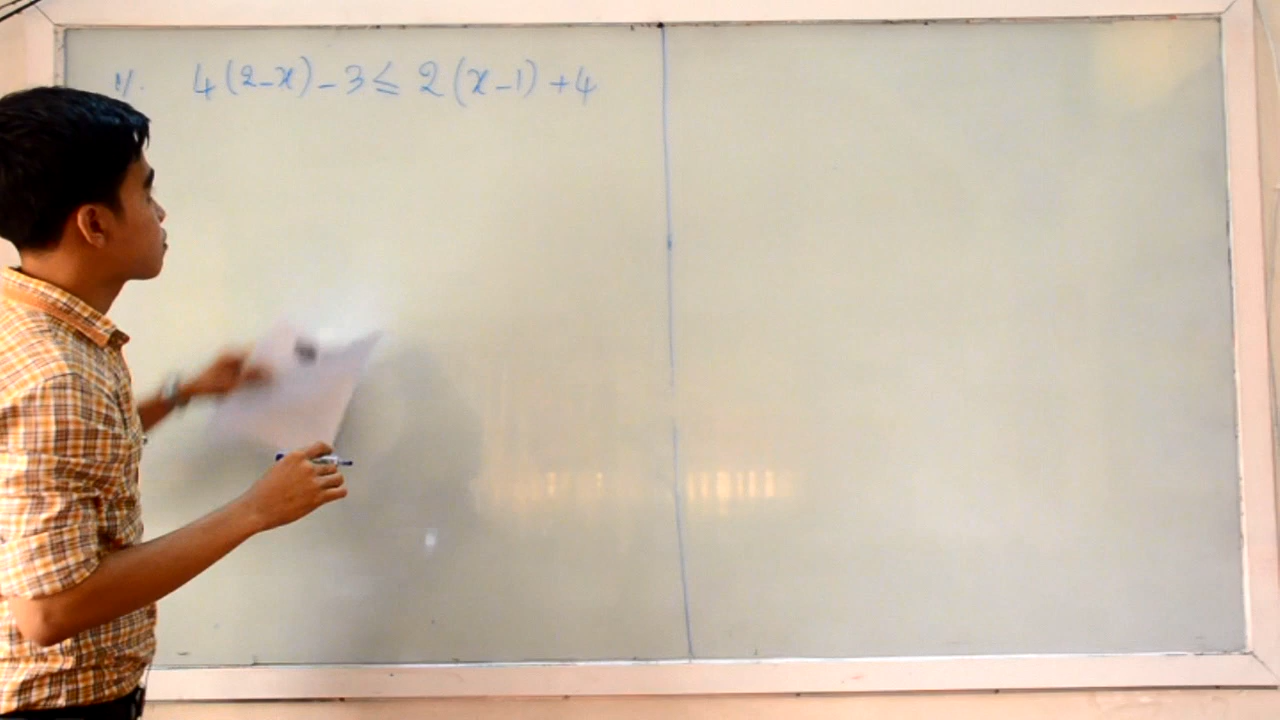 1/. 4(2-x)-3≤ 2(x-1)+4